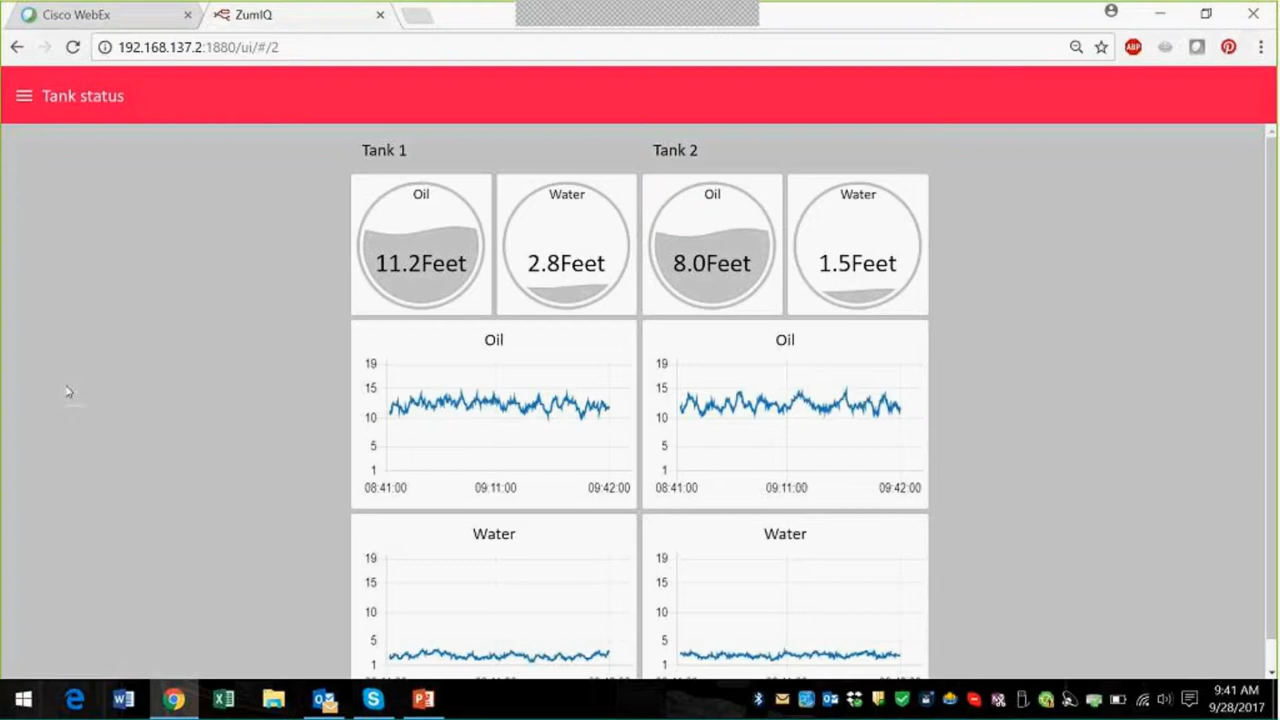 Cisco WebEx
ZumIQ
192.168.137.2:1880/ui/#/2
ABP
Tank status
Tank 1
Tank 2
Oil
Water
Oil
Water
11.2Feet
2.8Feet
8.0Feet
1.5Feet
Oil
Oil
19
15
10
5
1
08:41:00
09:11:00
09:42:00
19
15
10
5
1
08:41:00
09:11:00
09:42:00
Water
Water
19
15
10
5
1
19
15
10
5
1
9:41 AM
9/28/2017